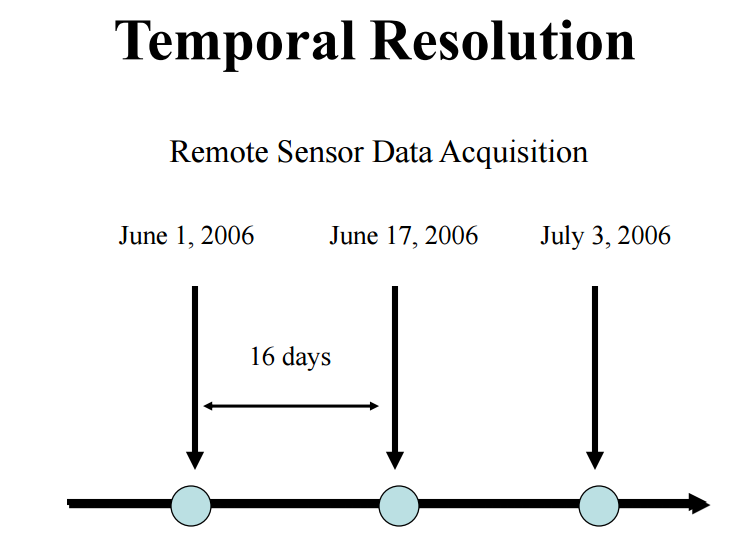 Temporal Resolution
Remote Sensor Data Acquisition
June 1, 2006 June 17, 2006 July 3, 2006
16 days